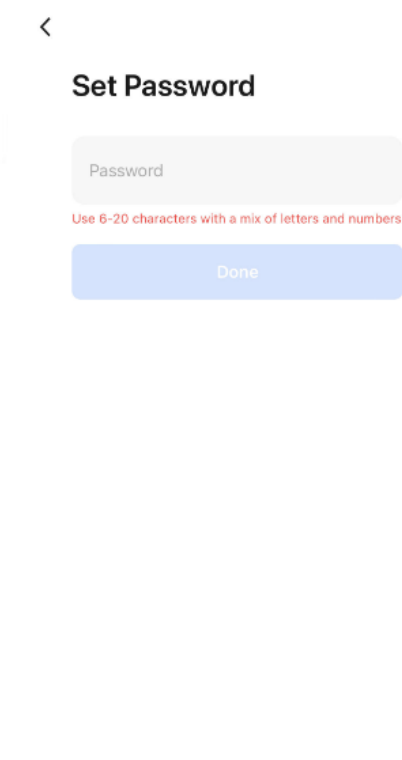 Set Password
Password
Use 6-20 characters with a mix of letters and numbers
Done